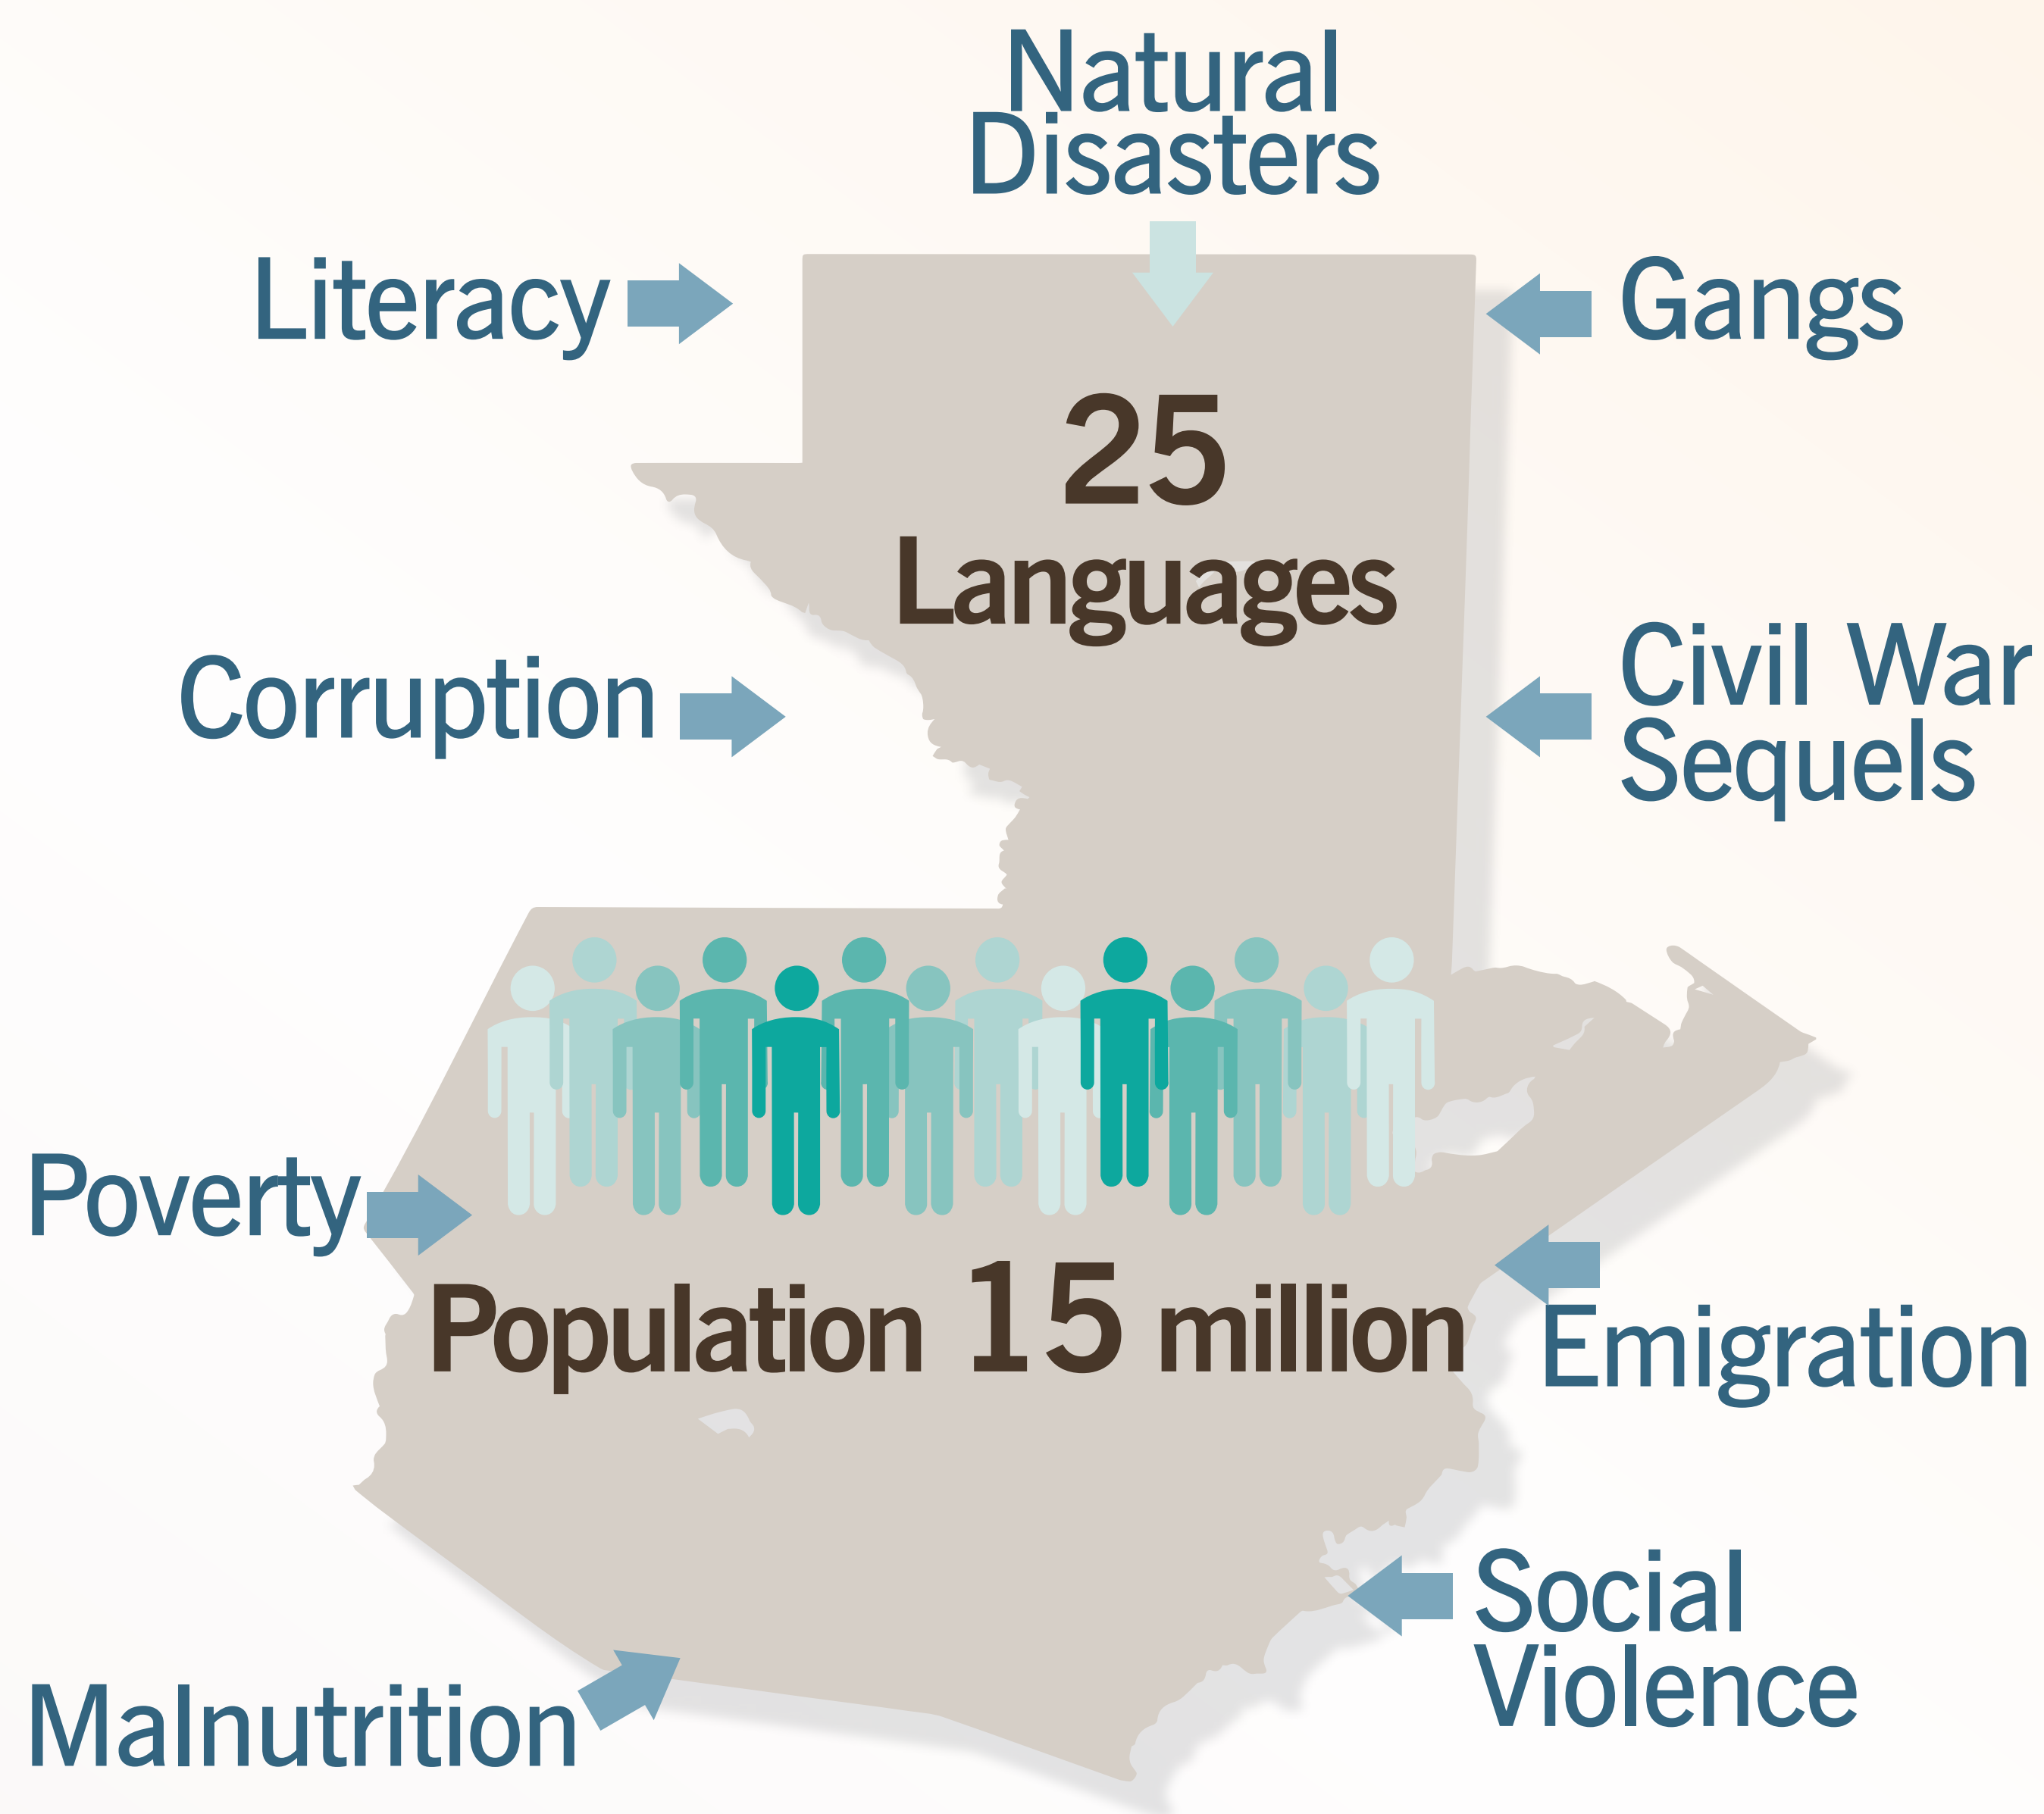 Natural
Disasters
Literacy
Gangs
25
Languages
Corruption
Civil War
Sequels
Poverty
Population 15 million
Emigration
Social
Violence
Malnutrition